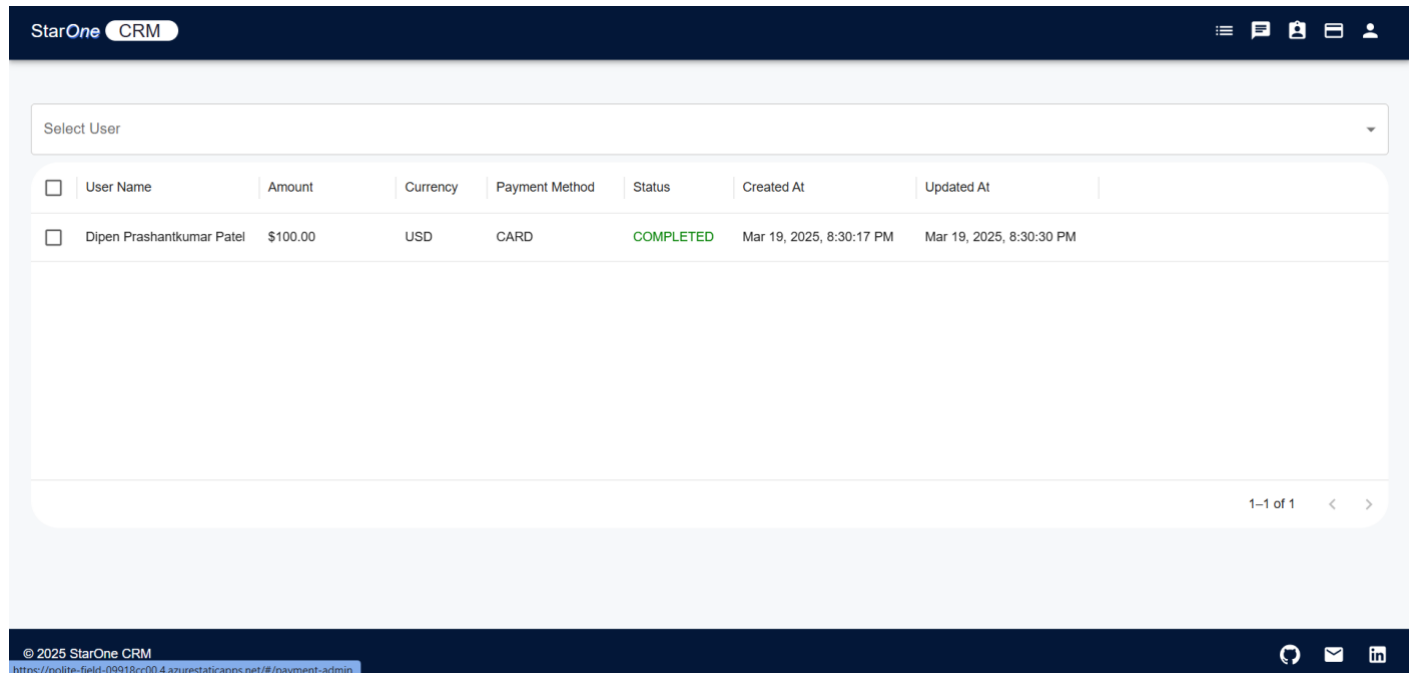 StarOne CRM
Select User
User Name Amount Currency Payment Method Status Created At Updated At
Dipen Prashantkumar Patel $100.00 USD CARD COMPLETED Mar 19, 2025, 8:30:17 PM Mar 19, 2025, 8:30:30 PM
1–1 of 1
© 2025 StarOne CRM
https://polite-field-09918cc00.4.azurestaticapps.net/#/payment-admin